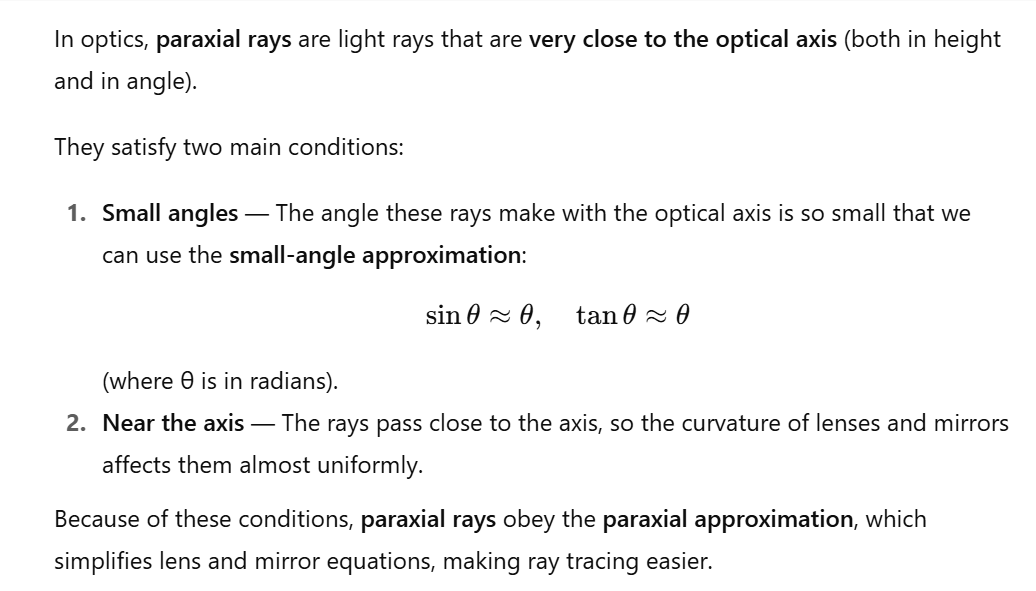 In optics, paraxial rays are light rays that are very close to the optical axis (both in height
and in angle).
They satisfy two main conditions:
1. Small angles — The angle these rays make with the optical axis is so small that we
can use the small-angle approximation:
sin θ ≈ θ, tan θ ≈ θ
(where θ is in radians).
2. Near the axis — The rays pass close to the axis, so the curvature of lenses and mirrors
affects them almost uniformly.
Because of these conditions, paraxial rays obey the paraxial approximation, which
simplifies lens and mirror equations, making ray tracing easier.